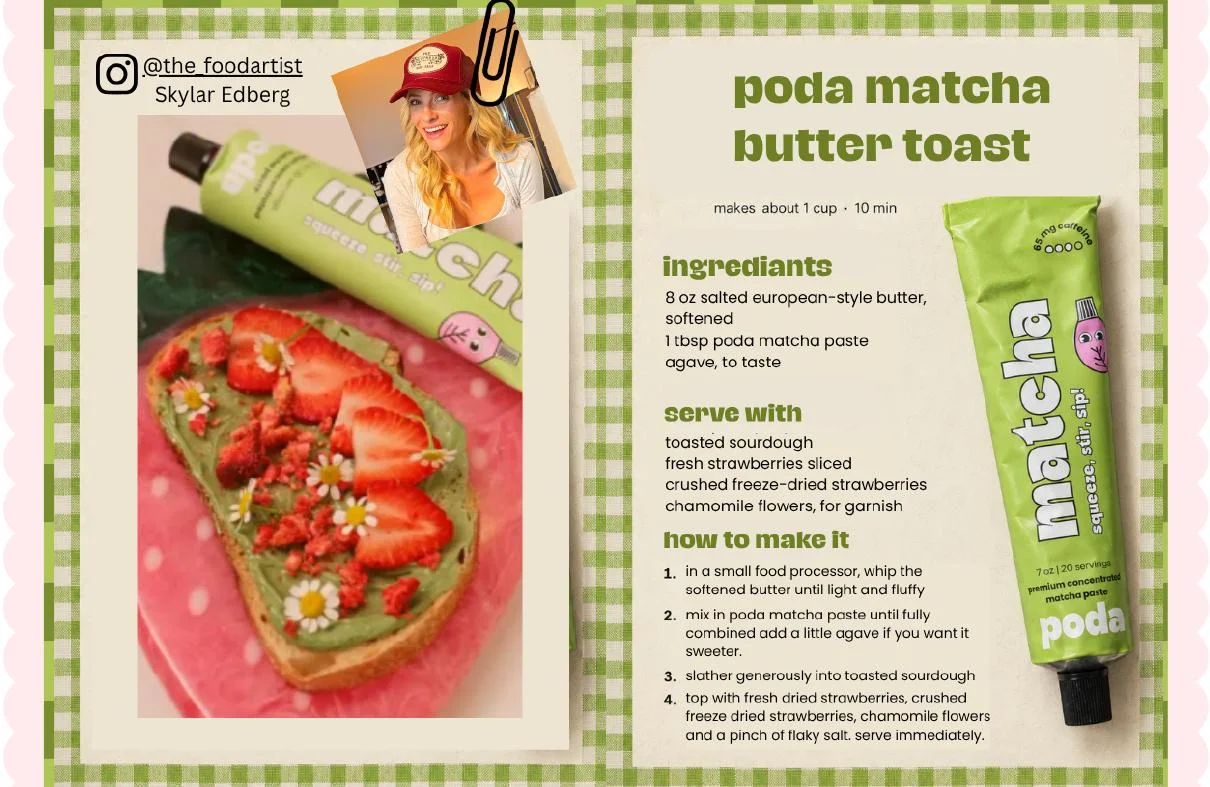 @the_foodartist
Skylar Edberg
poda
matcha
squeeze, stir, sip!
poda matcha
butter toast
makes about 1 cup · 10 min
ingrediants
8 oz salted european-style butter,
softened
1 tbsp poda matcha paste
agave, to taste
serve with
toasted sourdough
fresh strawberries sliced
crushed freeze-dried strawberries
chamomile flowers, for garnish
how to make it
1. in a small food processor, whip the
softened butter until light and fluffy
2. mix in poda matcha paste until fully
combined add a little agave if you want it
sweeter.
3. slather generously into toasted sourdough
4. top with fresh dried strawberries, crushed
freeze dried strawberries, chamomile flowers
and a pinch of flaky salt. serve immediately.
65 mg caffeine
matcha
squeeze, stir, sip!
7 oz | 20 servings
premium concentrated
matcha paste
poda